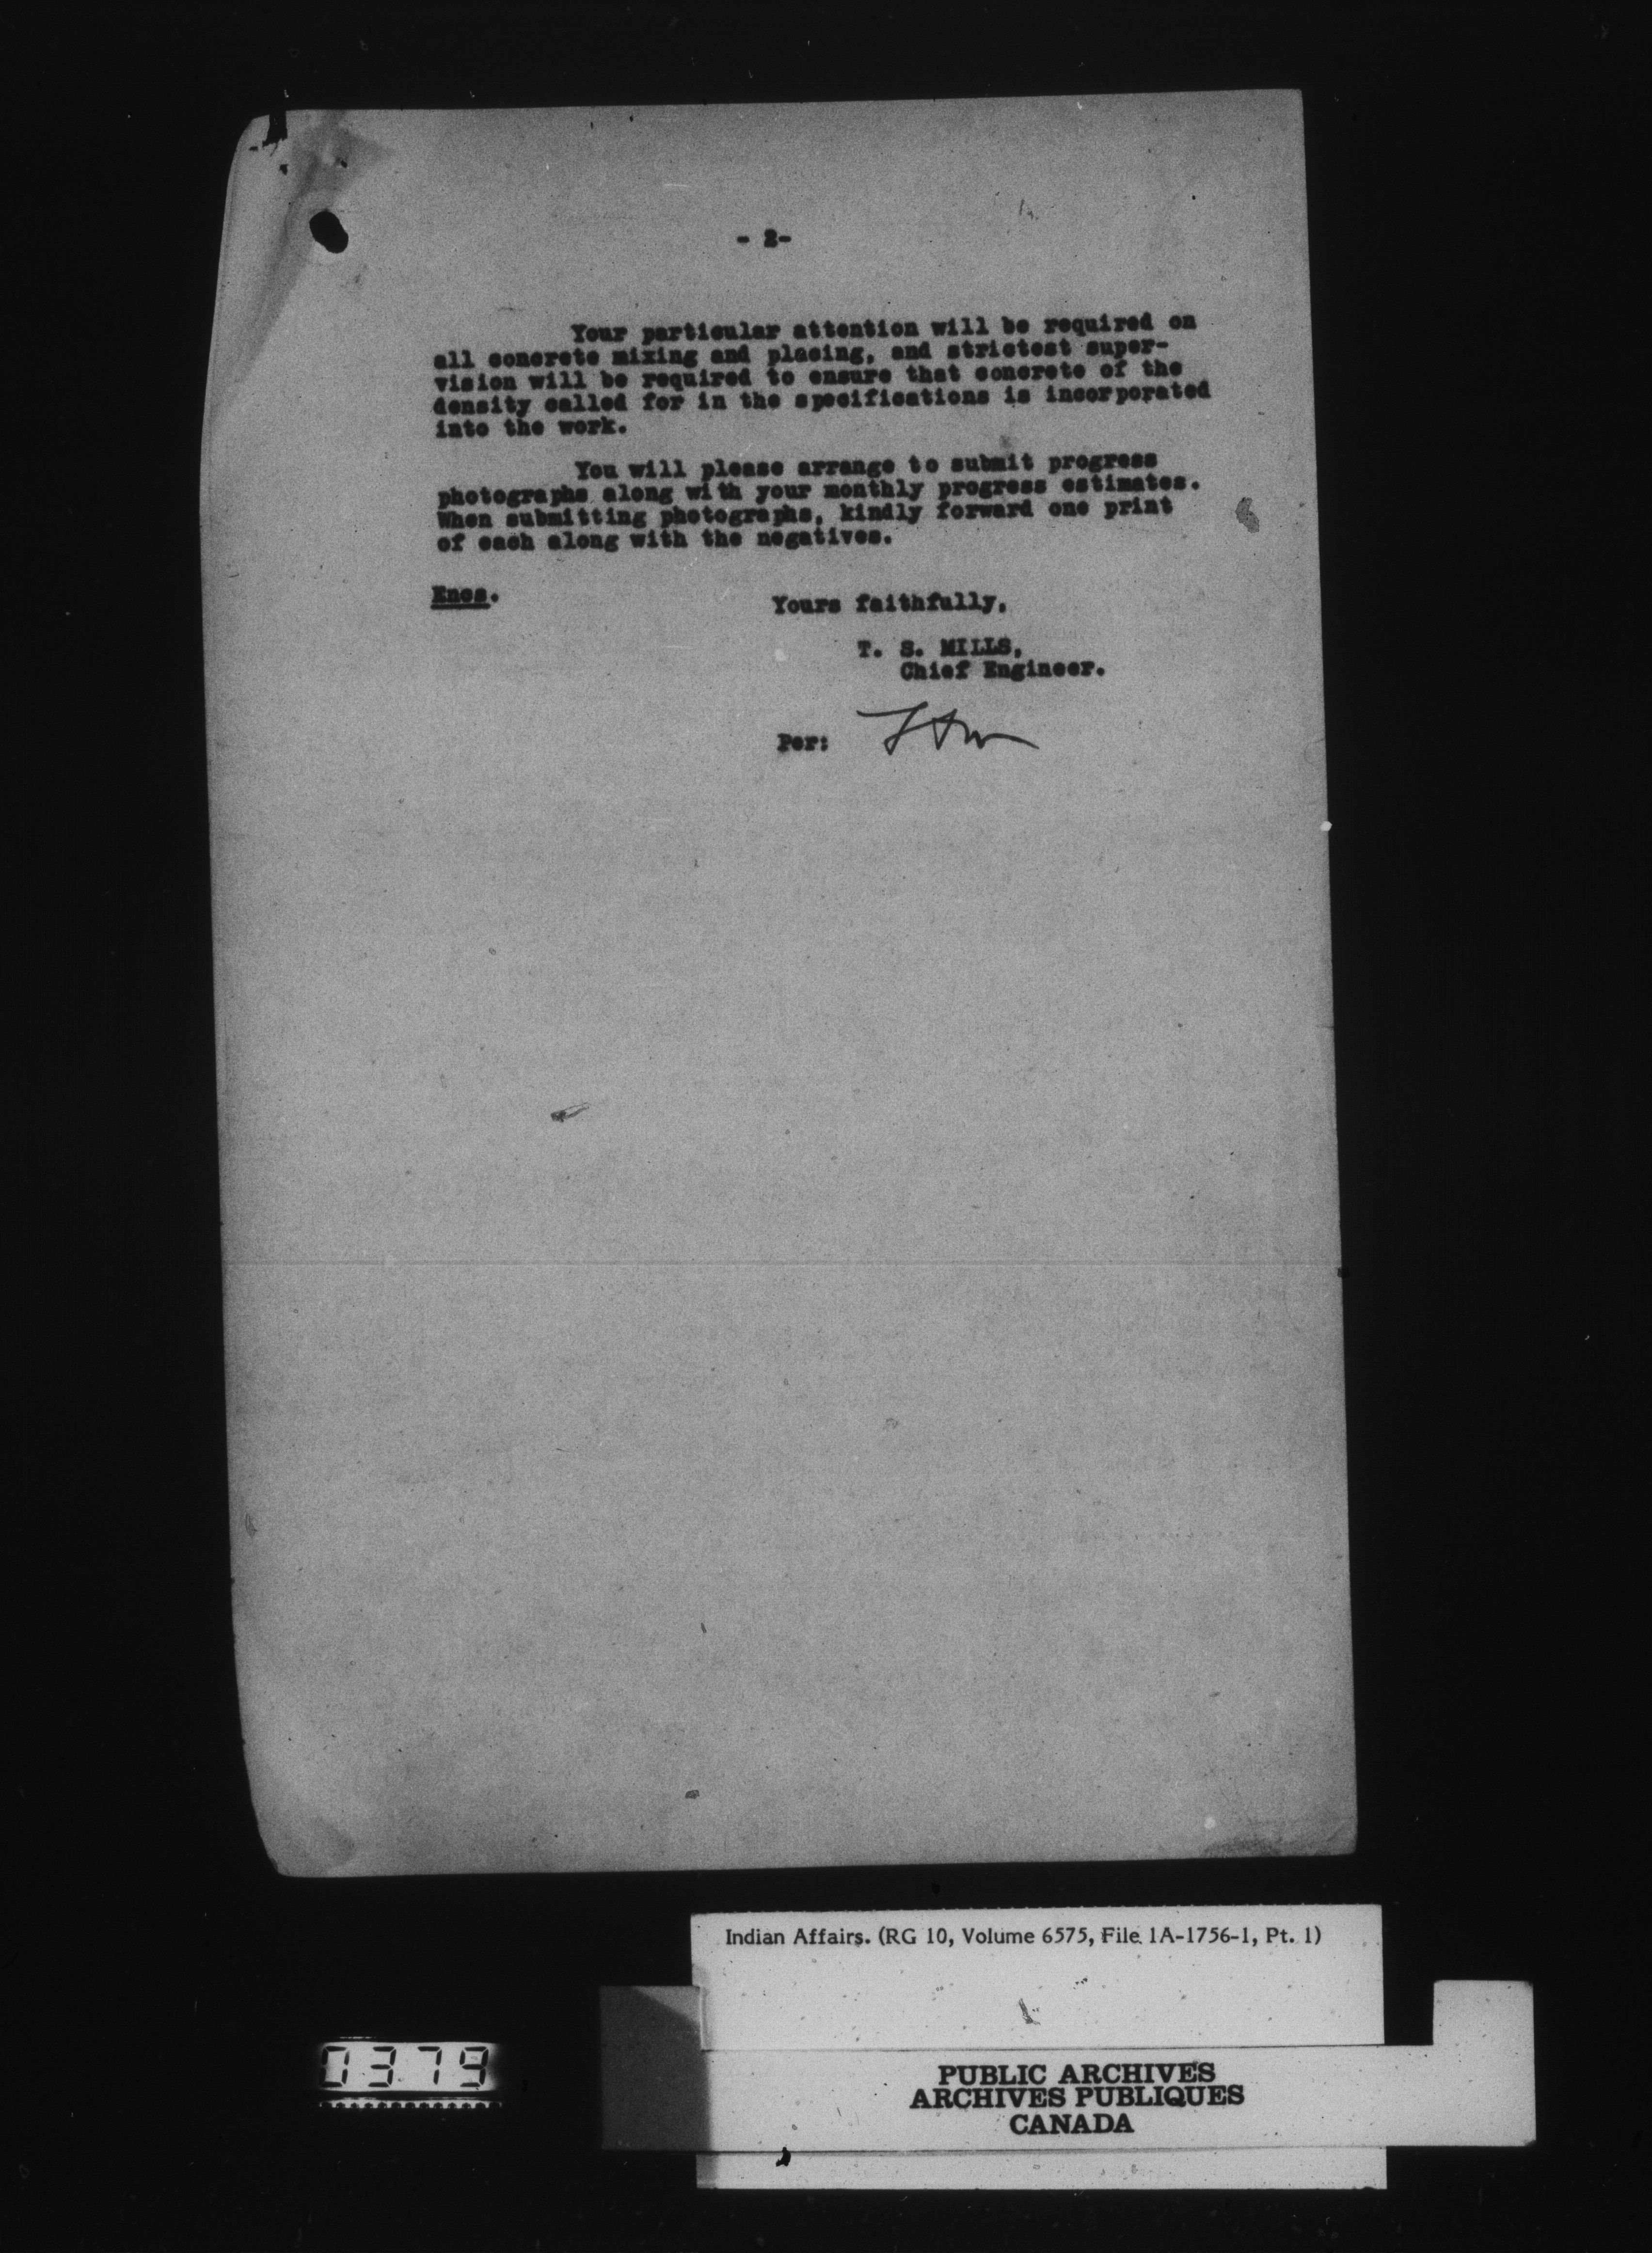 - 2-
Your particular attention will be required on
all concrete mixing and placing, and strictest super-
vision will be required to ensure that concrete of the
density called for in the specifications is incorporated
into the work.
You will please arrange to submit progress
photographs along with your monthly progress estimates.
When submitting photographs, kindly forward one print
of each along with the negatives.
Encs.
Yours faithfully,
T. S. MILLS,
Chief Engineer.
Per:
Indian Affairs. (RG 10, Volume 6575, File 1A-1756-1, Pt. 1)
0379
PUBLIC ARCHIVES
ARCHIVES PUBLIQUES
CANADA